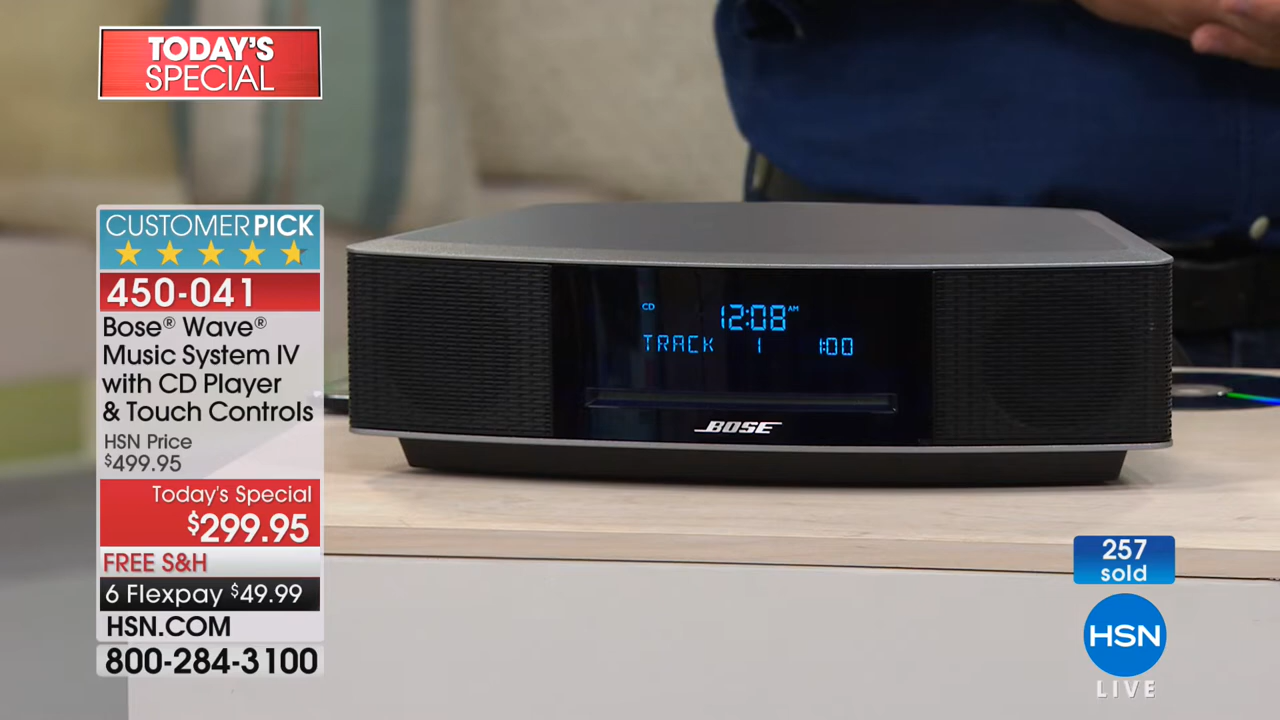 TODAY'S
SPECIAL
CUSTOMER PICK
450-041
Bose® Wave®
Music System IV
with CD Player
& Touch Controls
HSN Price
$499.95
Today's Special
$299.95
FREE S&H
6 Flexpay $49.99
HSN.COM
800-284-3100
CD 12:08 AM
TRACK 1 1:00
BOSE
257
sold
HSN
LIVE